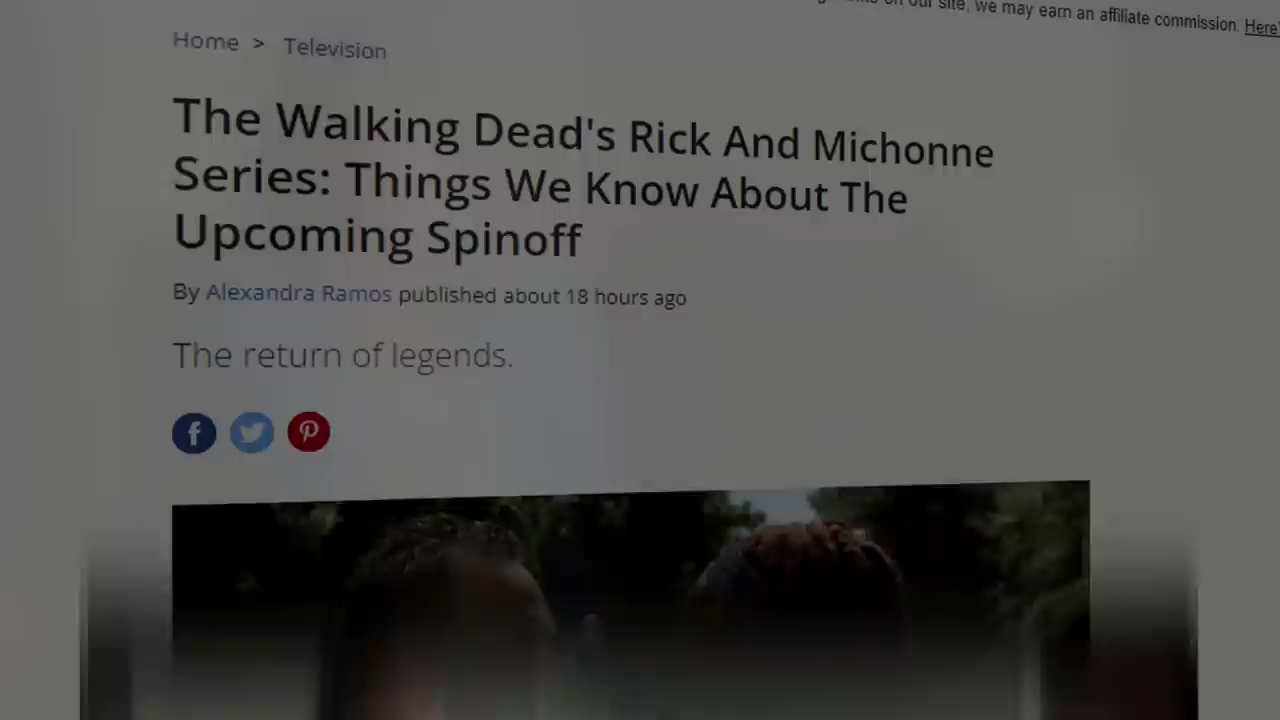 on our site, we may earn an affiliate commission. Here
Home > Television
The Walking Dead's Rick And Michonne
Series: Things We Know About The
Upcoming Spinoff
By Alexandra Ramos published about 18 hours ago
The return of legends.